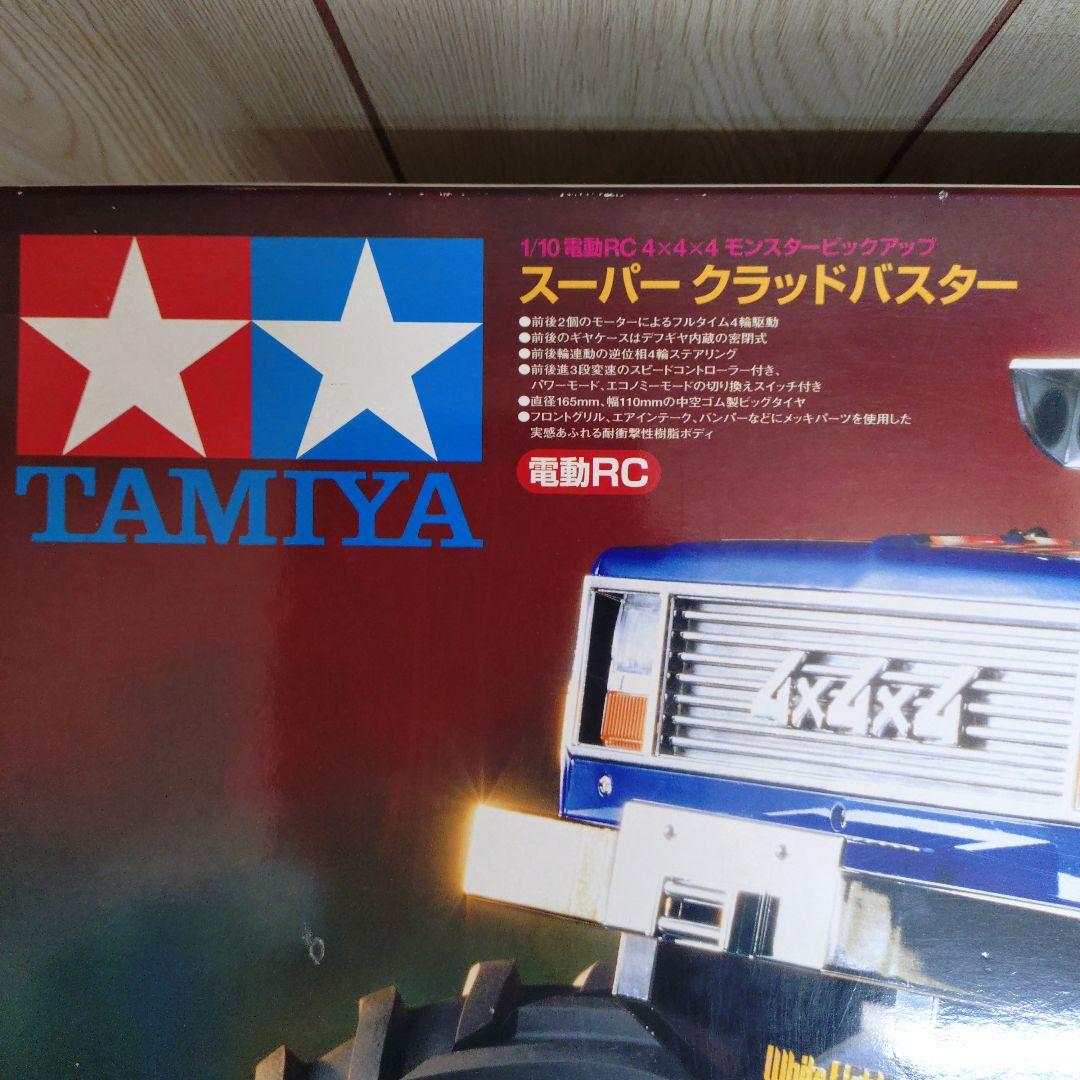 1/10 電動RC 4×4×4 モンスターピックアップ
スーパー クラッドバスター
●前後2個のモーターによるフルタイム4輪駆動
●前後のギヤケースはデフギヤ内蔵の密閉式
●前後輪連動の逆位相4輪ステアリング
●前後進3段変速のスピードコントローラー付き、
パワーモード、エコノミーモードの切り換えスイッチ付き
●直径165mm、幅110mmの中空ゴム製ビッグタイヤ
●フロントグリル、エアインテーク、バンパーなどにメッキパーツを使用した
実感あふれる耐衝撃性樹脂ボディ
電動RC
TAMIYA
4x4x4